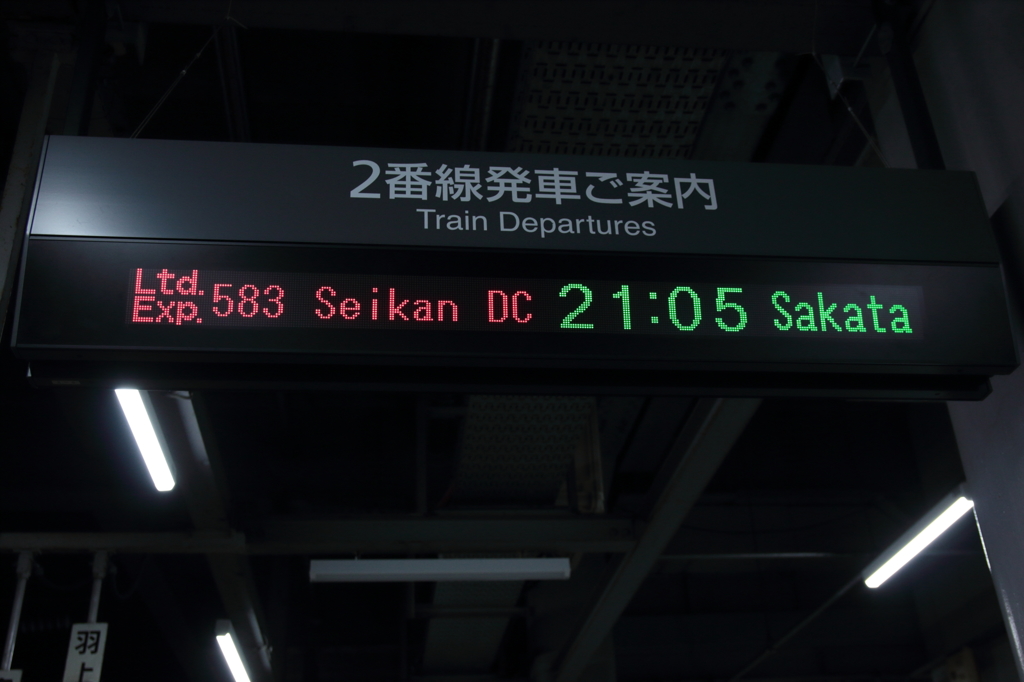 2番線発車ご案内
Train Departures
Ltd. Exp. 583 Seikan DC 21:05 Sakata
羽
上